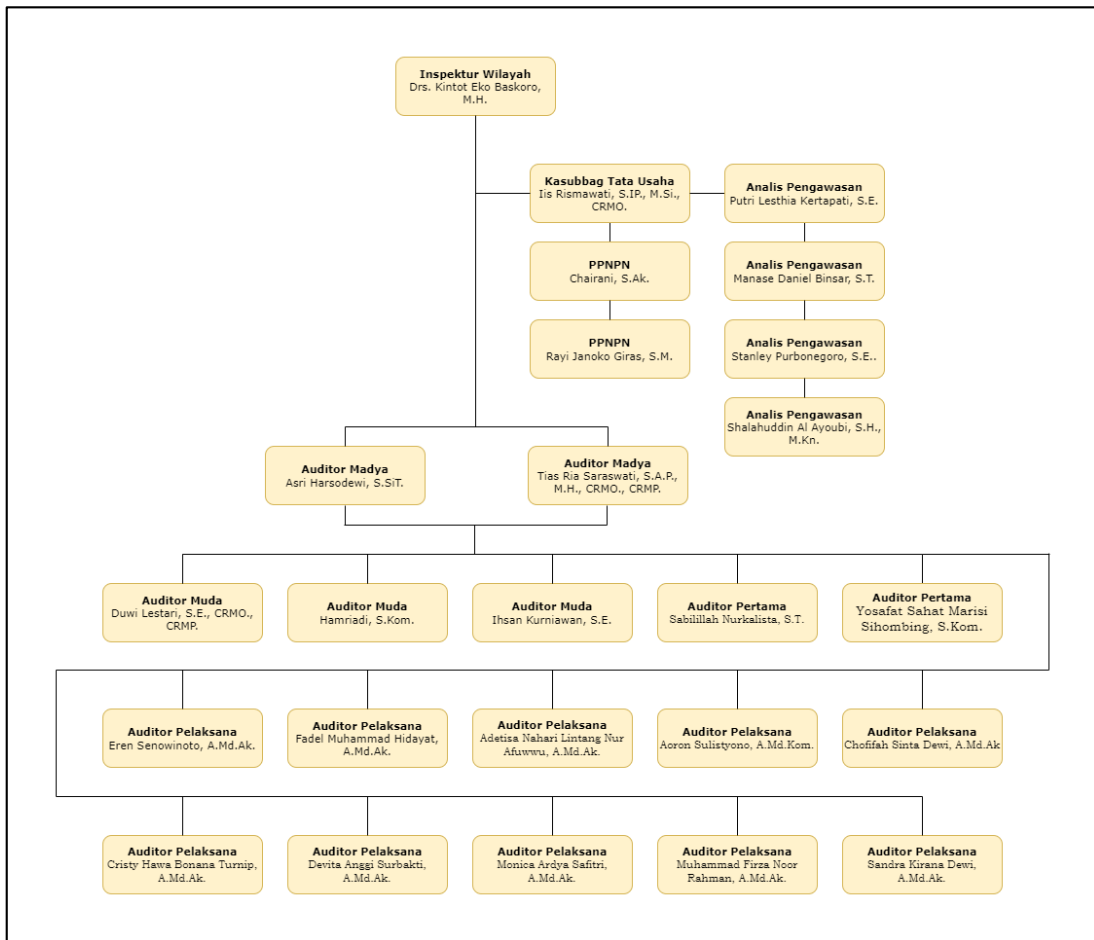 Inspektur Wilayah
Drs. Kintot Eko Baskoro,
M.H.
Kasubbag Tata Usaha
Iis Rismawati, S.IP., M.Si.,
CRMO.
Analis Pengawasan
Putri Lesthia Kertapati, S.E.
PPNPN
Chairani, S.Ak.
Analis Pengawasan
Manase Daniel Binsar, S.T.
PPNPN
Rayi Janoko Giras, S.M.
Analis Pengawasan
Stanley Purbonegoro, S.E..
Analis Pengawasan
Shalahuddin Al Ayoubi, S.H.,
M.Kn.
Auditor Madya
Asri Harsodewi, S.SiT.
Auditor Madya
Tias Ria Saraswati, S.A.P.,
M.H., CRMO., CRMP.
Auditor Muda
Duwi Lestari, S.E., CRMO.,
CRMP.
Auditor Muda
Hamriadi, S.Kom.
Auditor Muda
Ihsan Kurniawan, S.E.
Auditor Pertama
Sabilillah Nurkalista, S.T.
Auditor Pertama
Yosafat Sahat Marisi
Sihombing, S.Kom.
Auditor Pelaksana
Eren Senowinoto, A.Md.Ak.
Auditor Pelaksana
Fadel Muhammad Hidayat,
A.Md.Ak.
Auditor Pelaksana
Adetisa Nahari Lintang Nur
Afuwwu, A.Md.Ak.
Auditor Pelaksana
Aoron Sulistyono, A.Md.Kom.
Auditor Pelaksana
Chofifah Sinta Dewi, A.Md.Ak
Auditor Pelaksana
Cristy Hawa Bonana Turnip,
A.Md.Ak.
Auditor Pelaksana
Devita Anggi Surbakti,
A.Md.Ak.
Auditor Pelaksana
Monica Ardya Safitri,
A.Md.Ak.
Auditor Pelaksana
Muhammad Firza Noor
Rahman, A.Md.Ak.
Auditor Pelaksana
Sandra Kirana Dewi,
A.Md.Ak.